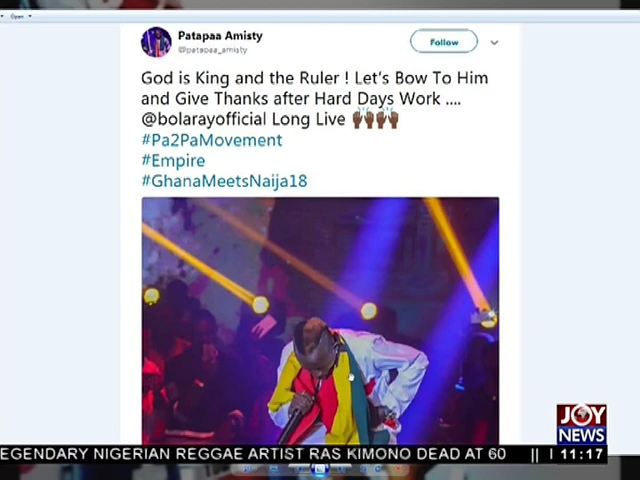 Open
Patapaa Amisty
@patapaa_amisty
Follow
God is King and the Ruler ! Let's Bow To Him
and Give Thanks after Hard Days Work ....
@bolarayofficial Long Live 🙌🏾🙌🏾
#Pa2PaMovement
#Empire
#GhanaMeetsNaija18
JOY
NEWS
EGENDARY NIGERIAN REGGAE ARTIST RAS KIMONO DEAD AT 60 || I 11:17